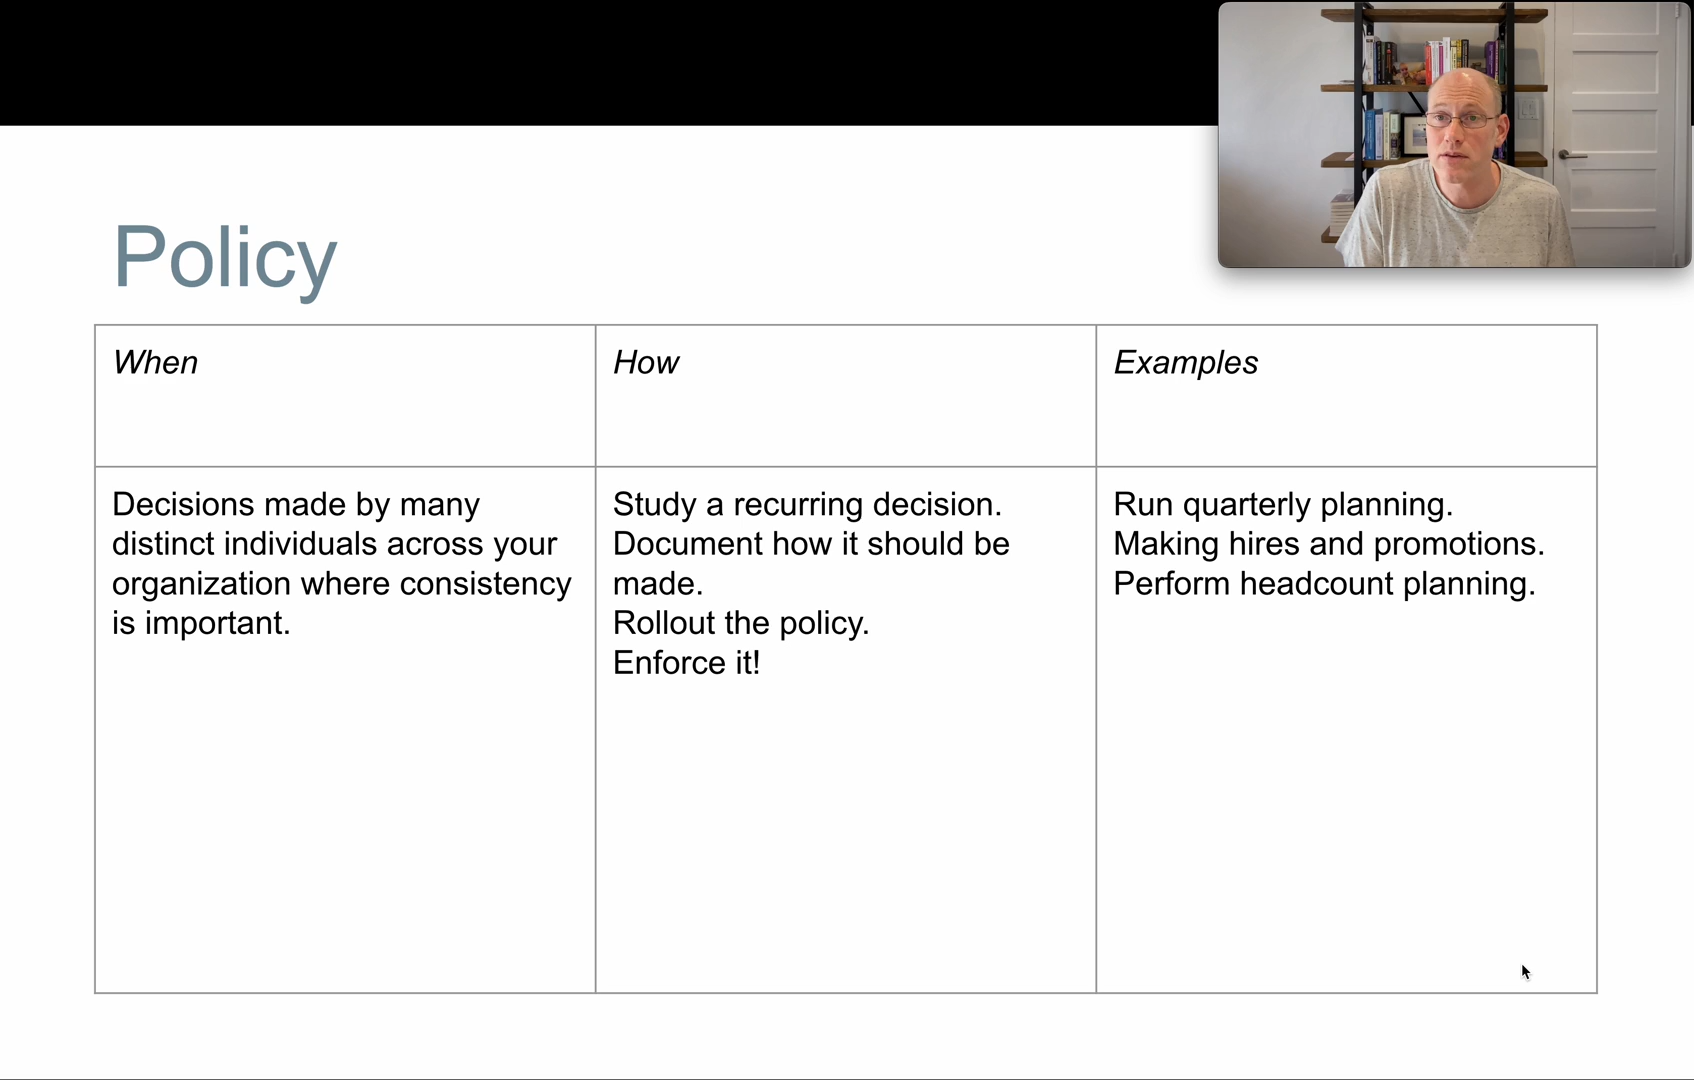 Policy
When
How
Examples
Decisions made by many
distinct individuals across your
organization where consistency
is important.
Study a recurring decision.
Document how it should be
made.
Rollout the policy.
Enforce it!
Run quarterly planning.
Making hires and promotions.
Perform headcount planning.